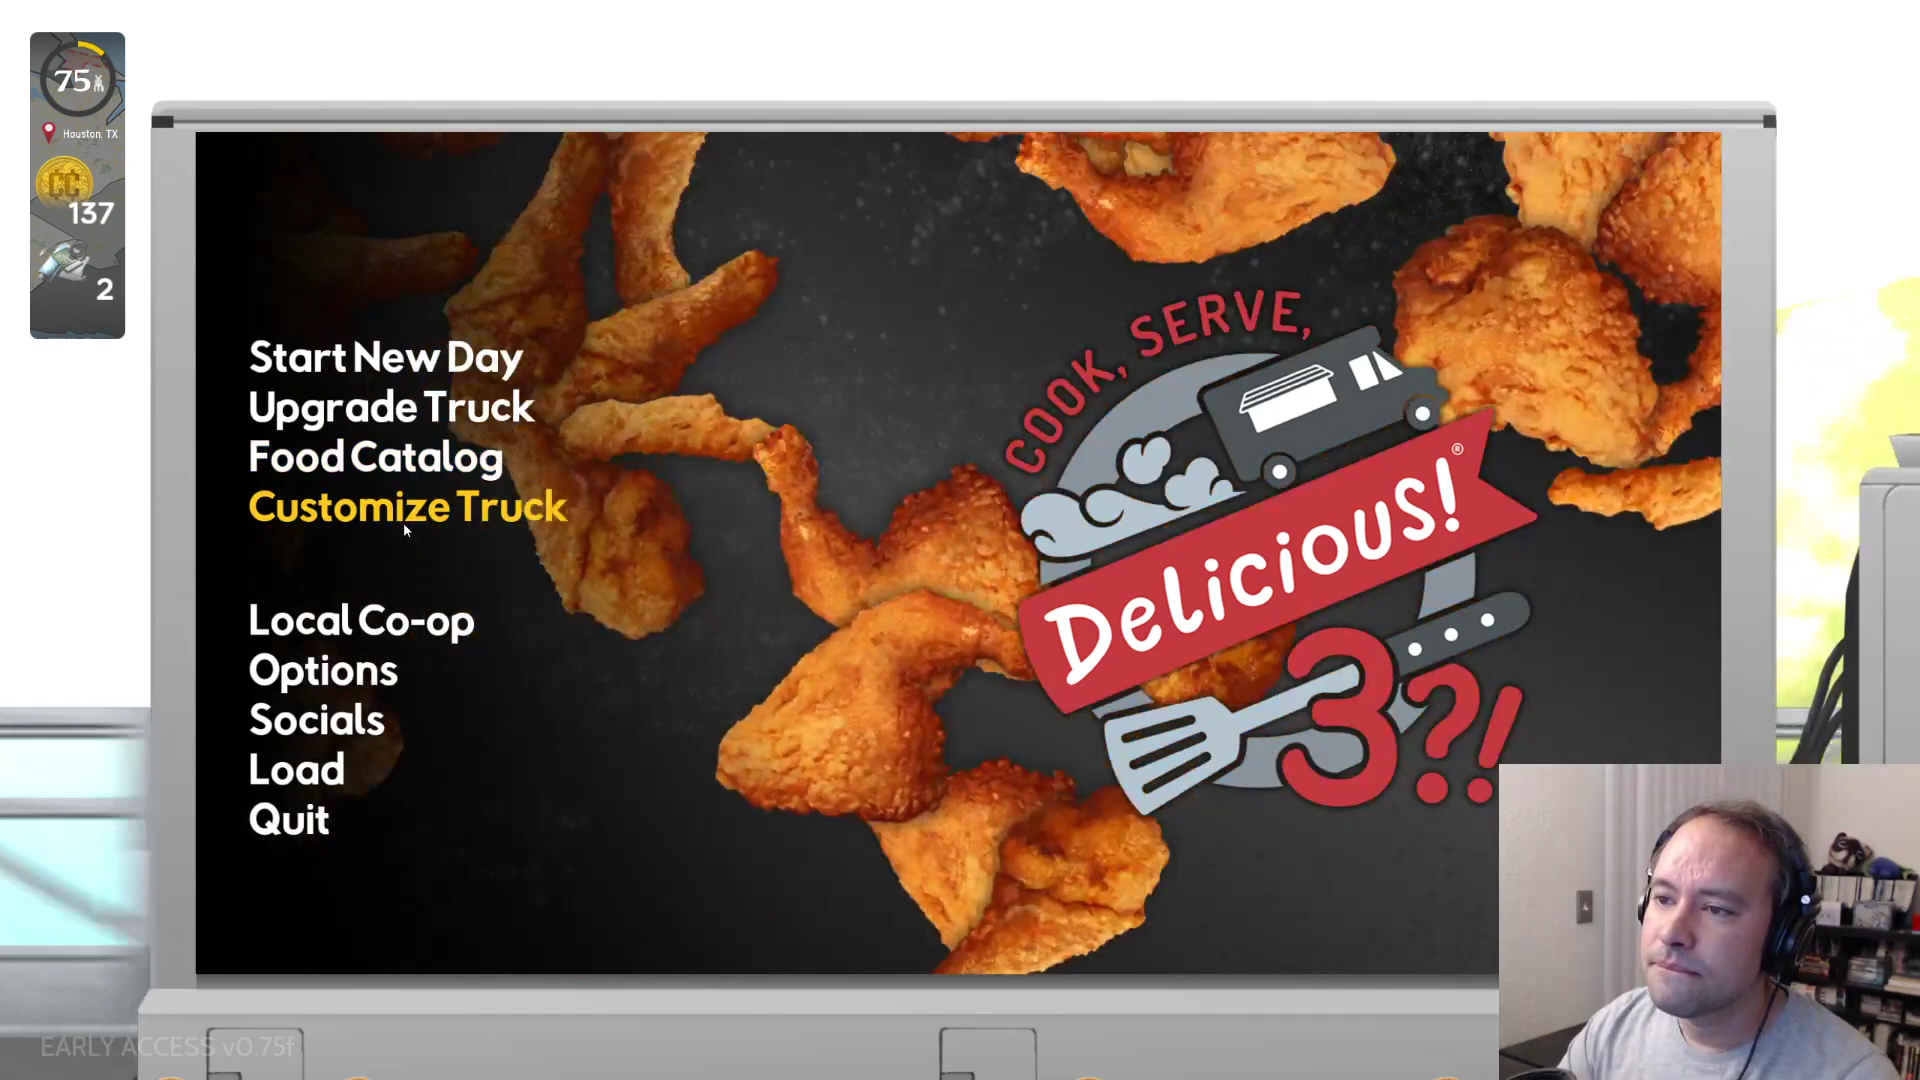 75
Houston, TX
CC
137
2
Start New Day
Upgrade Truck
Food Catalog
Customize Truck
Local Co-op
Options
Socials
Load
Quit
COOK, SERVE,
Delicious!®
3?!
EARLY ACCESS v0.75f